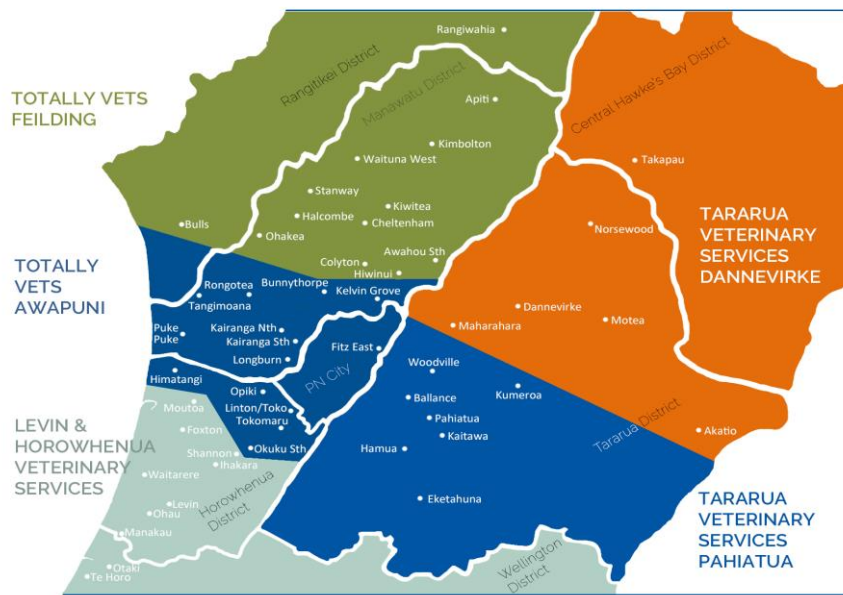 Rangiwahia
Rangitikei District
Manawatu District
Central Hawke's Bay District
TOTALLY VETS
FEILDING
Apiti
Kimbolton
Waituna West
Takapau
Stanway
Kiwitea
Halcombe
Cheltenham
Bulls
Ohakea
Norsewood
TARARUA
VETERINARY
SERVICES
DANNEVIRKE
Awahou Sth
Colyton
Hiwinui
TOTALLY
VETS
AWAPUNI
Rongotea
Bunnythorpe
Kelvin Grove
Tangimoana
Dannevirke
Motea
Maharahara
Puke
Puke
Kairanga Nth
Kairanga Sth
Longburn
Fitz East
PN City
Woodville
Himatangi
Kumeroa
Opiki
Ballance
Linton/Toko
Tokomaru
Pahiatua
Kaitawa
Tararua District
Akatio
LEVIN &
HOROWHENUA
VETERINARY
SERVICES
Moutoa
Foxton
Okuku Sth
Hamua
Shannon
Ihakara
Waitarere
Horowhenua
District
Levin
Ohau
Eketahuna
TARARUA
VETERINARY
SERVICES
PAHIATUA
Manakau
Wellington
District
Otaki
Te Horo